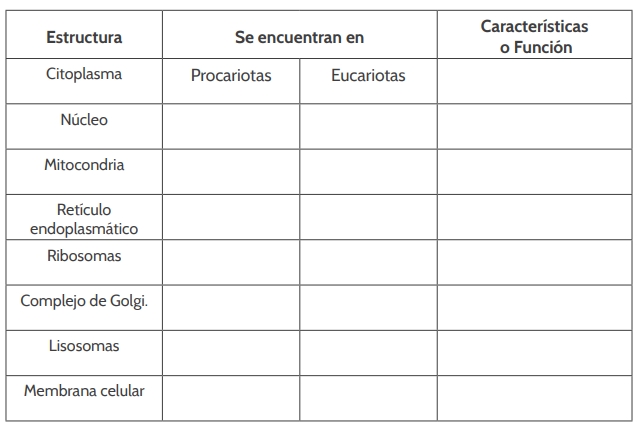 Estructura
Se encuentran en
Características
o Función
Citoplasma
Procariotas
Eucariotas
Núcleo
Mitocondria
Retículo
endoplasmático
Ribosomas
Complejo de Golgi.
Lisosomas
Membrana celular